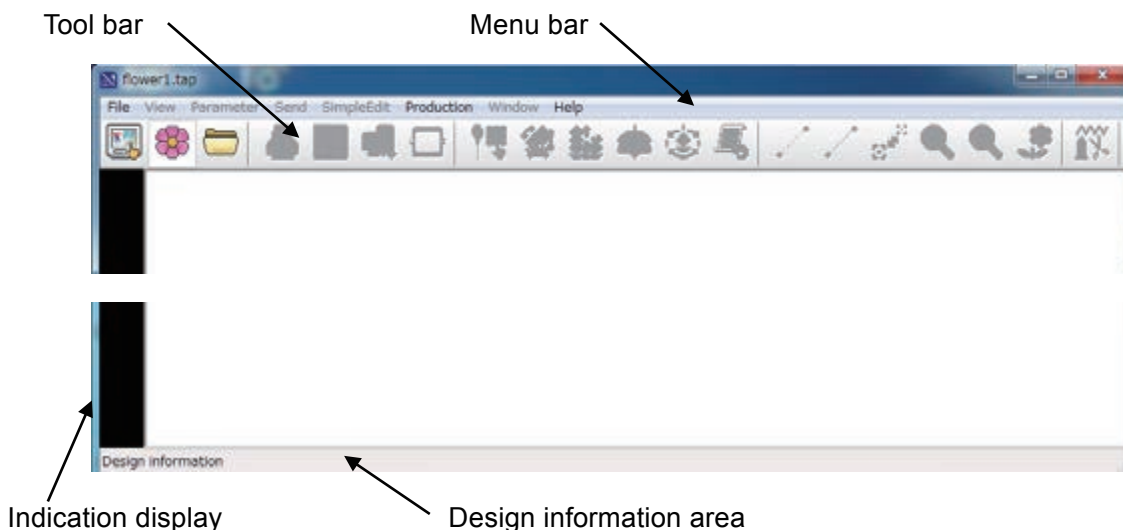 Tool bar
Menu bar
flower1.tap
File View Parameter Send SimpleEdit Production Window Help
Design information
Indication display
Design information area